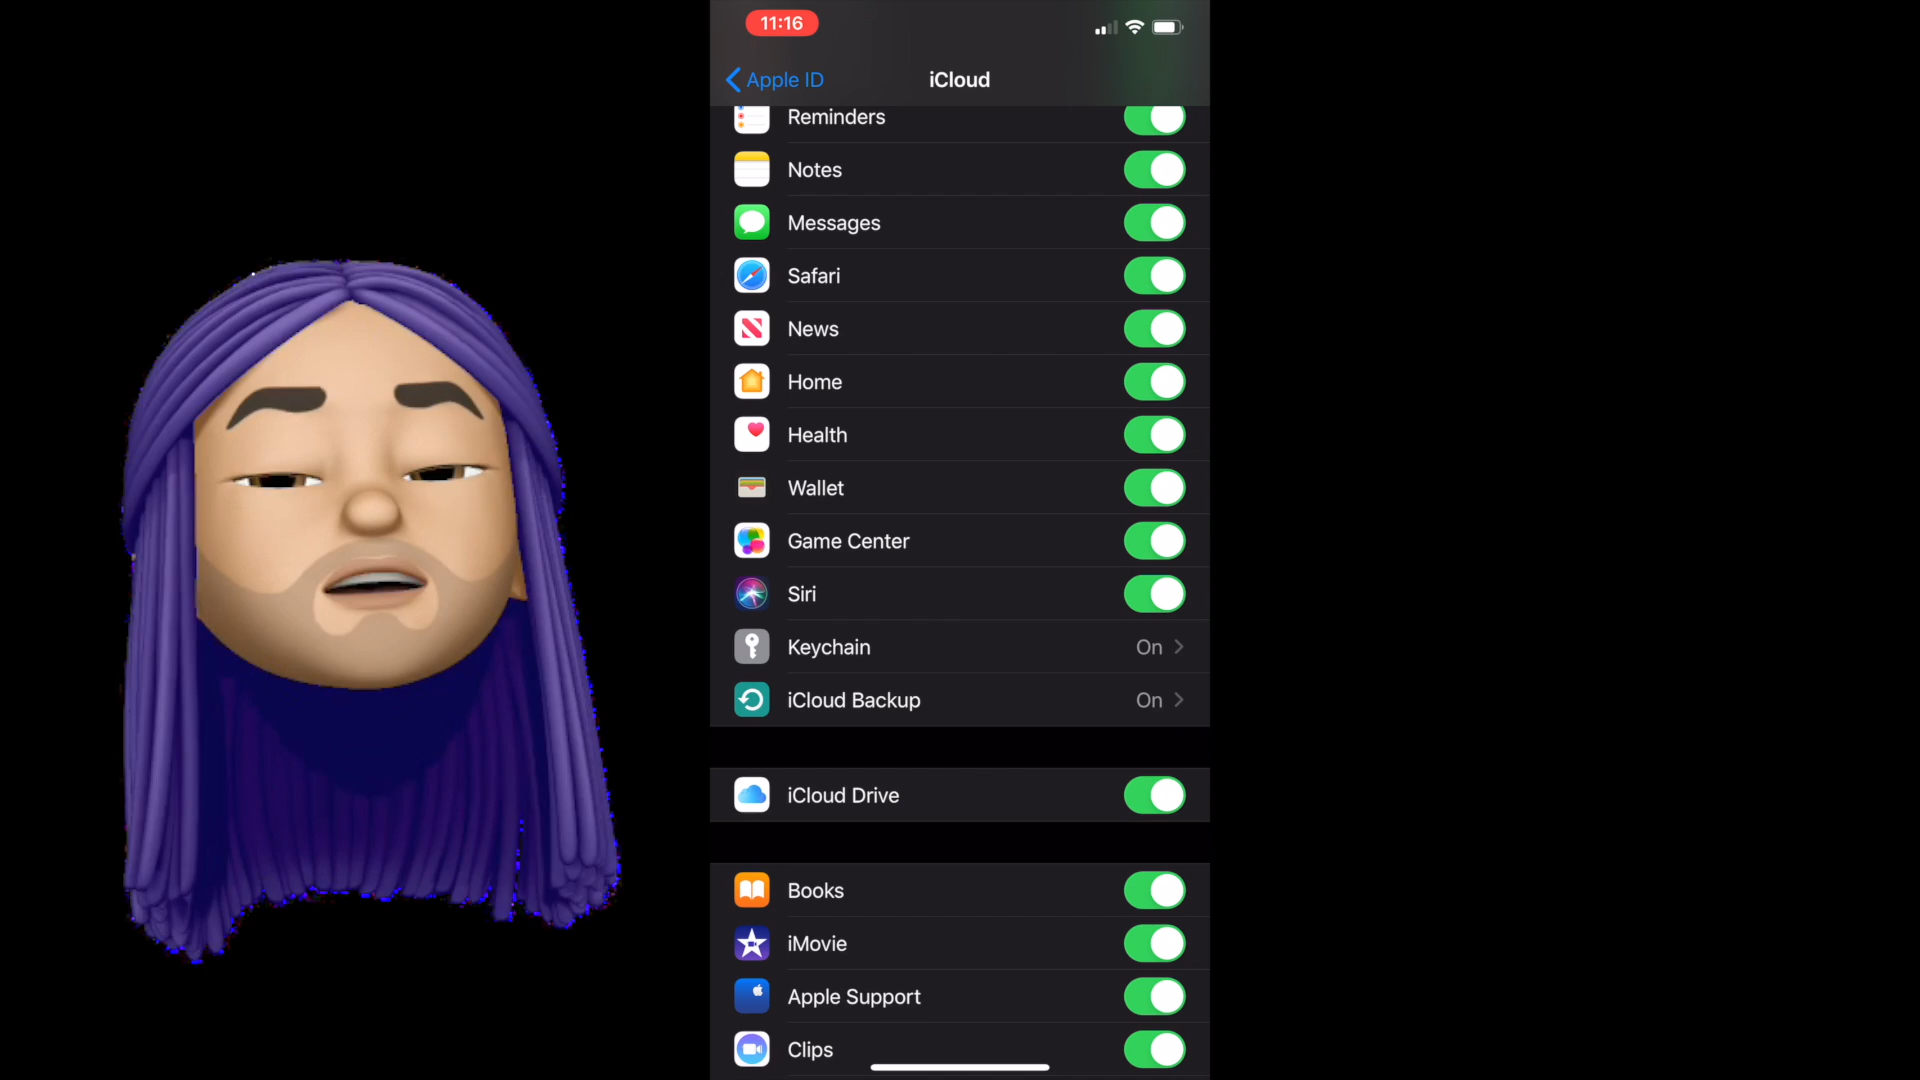 11:16
Apple ID
iCloud
Reminders
Notes
Messages
Safari
News
Home
Health
Wallet
Game Center
Siri
Keychain On
iCloud Backup On
iCloud Drive
Books
iMovie
Apple Support
Clips